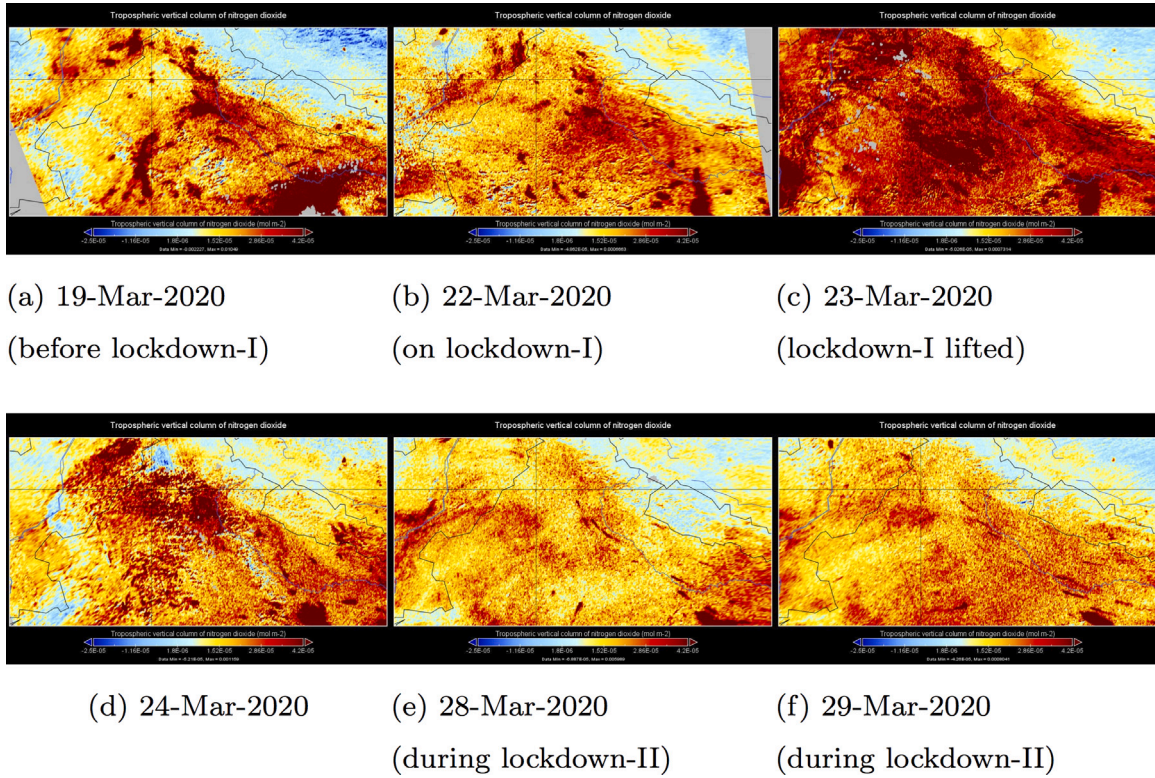 Tropospheric vertical column of nitrogen dioxide
Tropospheric vertical column of nitrogen dioxide (mol m-2)
-2.5E-05 -1.16E-05 1.8E-06 1.52E-05 2.86E-05 4.2E-05
(a) 19-Mar-2020
(before lockdown-I)
Tropospheric vertical column of nitrogen dioxide
Tropospheric vertical column of nitrogen dioxide (mol m-2)
-2.5E-05 -1.16E-05 1.8E-06 1.52E-05 2.86E-05 4.2E-05
(b) 22-Mar-2020
(on lockdown-I)
Tropospheric vertical column of nitrogen dioxide
Tropospheric vertical column of nitrogen dioxide (mol m-2)
-2.5E-05 -1.16E-05 1.8E-06 1.52E-05 2.86E-05 4.2E-05
(c) 23-Mar-2020
(lockdown-I lifted)
Tropospheric vertical column of nitrogen dioxide
Tropospheric vertical column of nitrogen dioxide (mol m-2)
-2.5E-05 -1.16E-05 1.8E-06 1.52E-05 2.86E-05 4.2E-05
(d) 24-Mar-2020
Tropospheric vertical column of nitrogen dioxide
Tropospheric vertical column of nitrogen dioxide (mol m-2)
-2.5E-05 -1.16E-05 1.8E-06 1.52E-05 2.86E-05 4.2E-05
(e) 28-Mar-2020
(during lockdown-II)
Tropospheric vertical column of nitrogen dioxide
Tropospheric vertical column of nitrogen dioxide (mol m-2)
-2.5E-05 -1.16E-05 1.8E-06 1.52E-05 2.86E-05 4.2E-05
(f) 29-Mar-2020
(during lockdown-II)